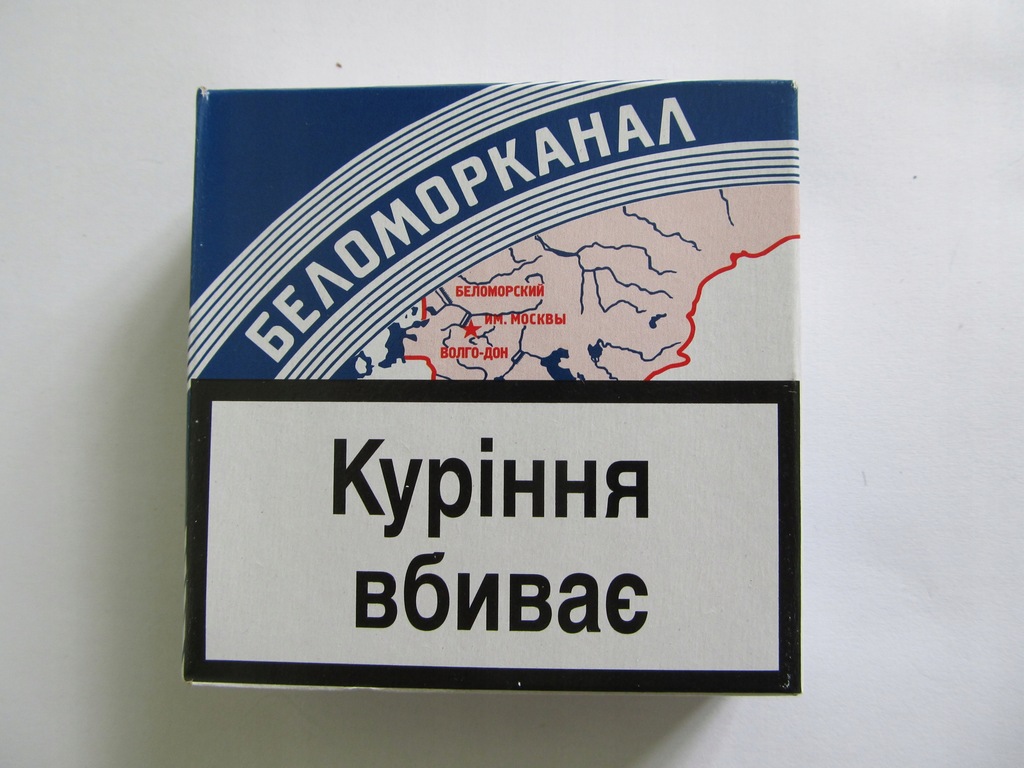 БЕЛОМОРКАНАЛ
БЕЛОМОРСКИЙ
ИМ. МОСКВЫ
ВОЛГО-ДОН
Куріння
вбиває